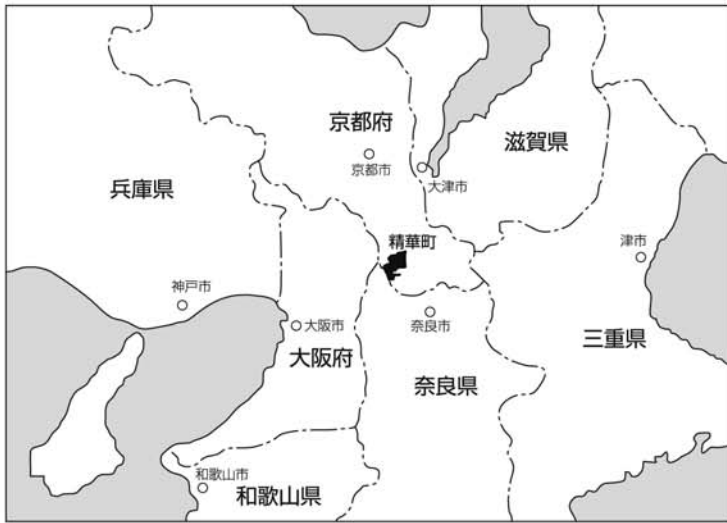 京都府
京都市
滋賀県
大津市
兵庫県
精華町
津市
神戸市
大阪市
奈良市
大阪府
三重県
奈良県
和歌山市
和歌山県